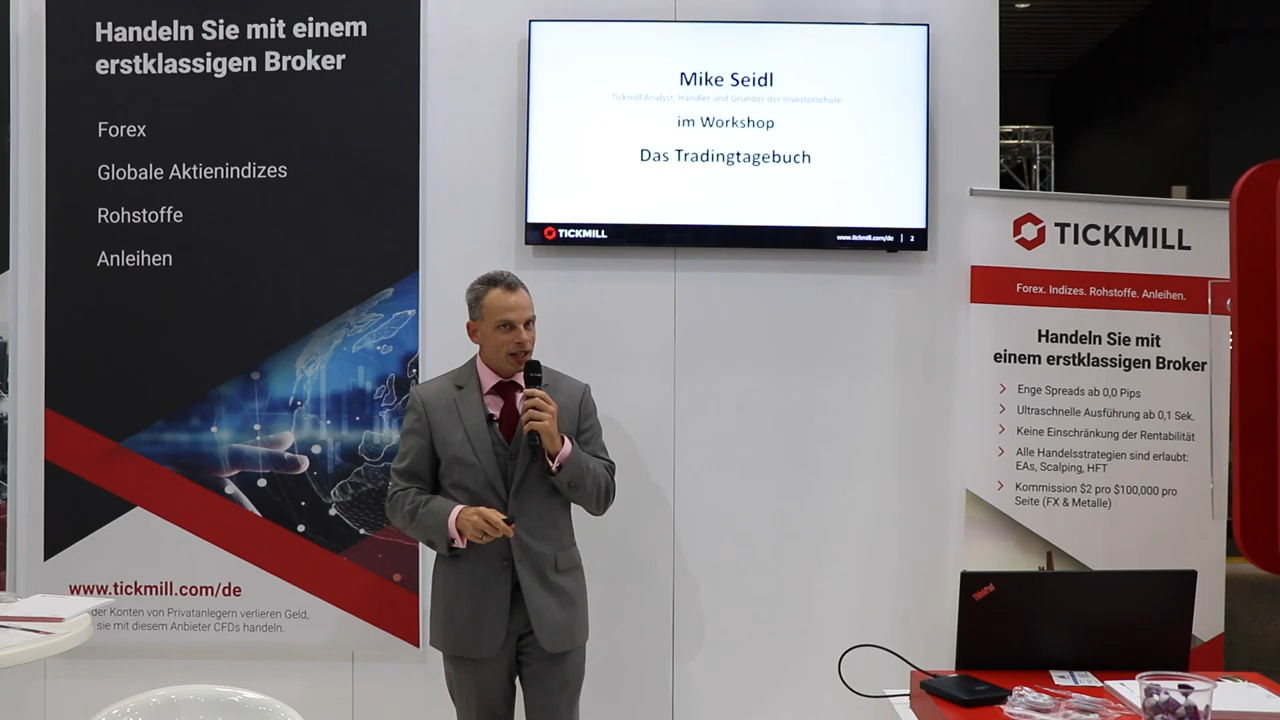 Handeln Sie mit einem
erstklassigen Broker
Forex
Globale Aktienindizes
Rohstoffe
Anleihen
www.tickmill.com/de
der Konten von Privatanlegern verlieren Geld,
sie mit diesem Anbieter CFDs handeln.
Mike Seidl
Tickmill Analyst, Händler und Gründer der Investorschule
im Workshop
Das Tradingtagebuch
TICKMILL
www.tickmill.com/de | 2
TICKMILL
Forex. Indizes. Rohstoffe. Anleihen.
Handeln Sie mit
einem erstklassigen Broker
Enge Spreads ab 0,0 Pips
Ultraschnelle Ausführung ab 0,1 Sek.
Keine Einschränkung der Rentabilität
Alle Handelsstrategien sind erlaubt:
EAs, Scalping, HFT
Kommission $2 pro $100,000 pro
Seite (FX & Metalle)
ThinkPad